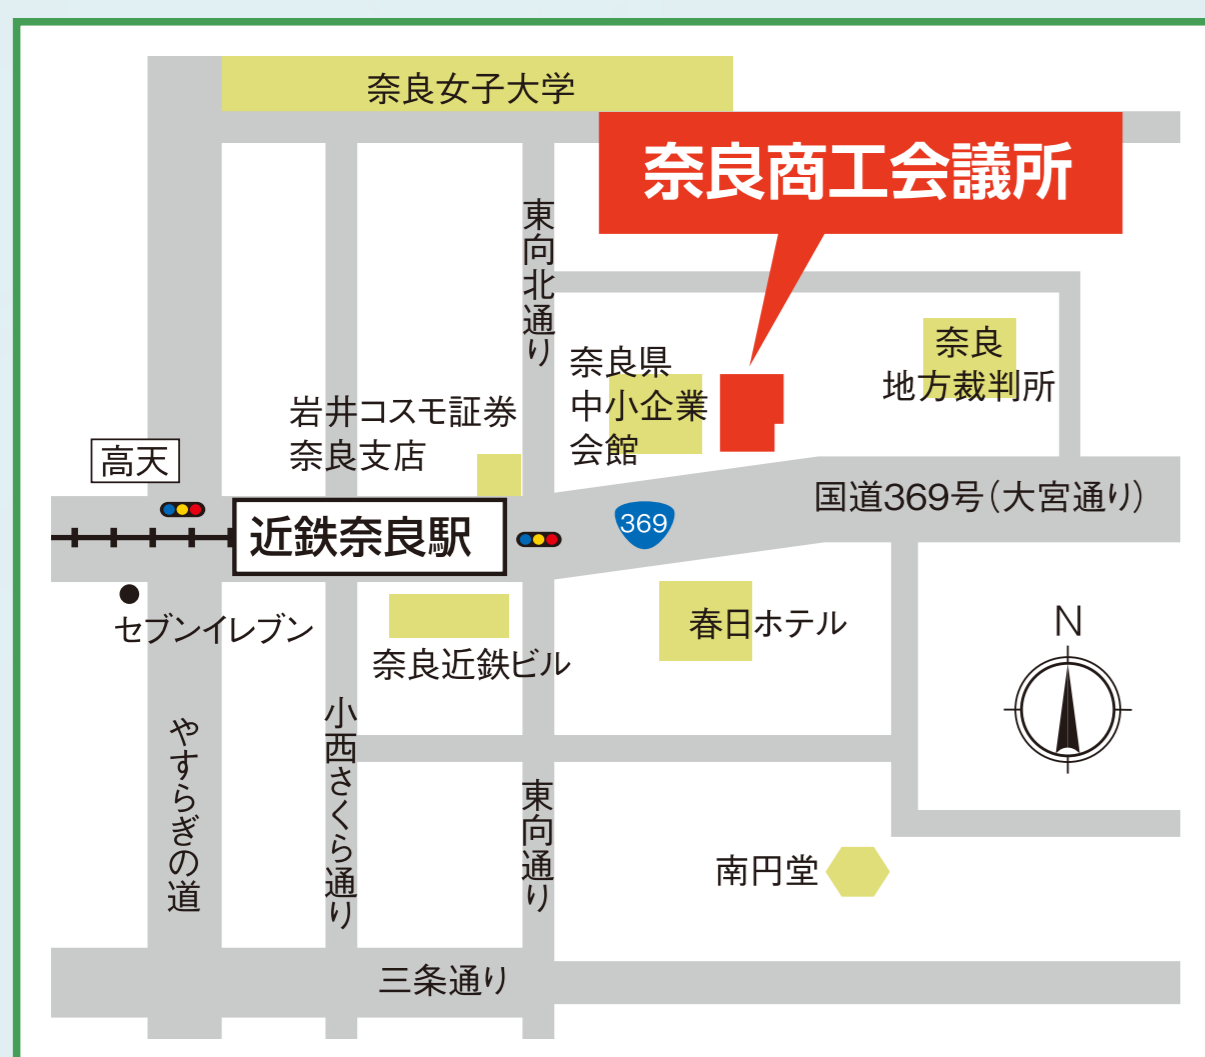 奈良女子大学
奈良商工会議所
東向北通り
奈良
地方裁判所
奈良県
中小企業
会館
岩井コスモ証券
奈良支店
高天
国道369号（大宮通り）
369
近鉄奈良駅
セブンイレブン
春日ホテル
N
奈良近鉄ビル
やすらぎの道
小西さくら通り
東向通り
南円堂
三条通り